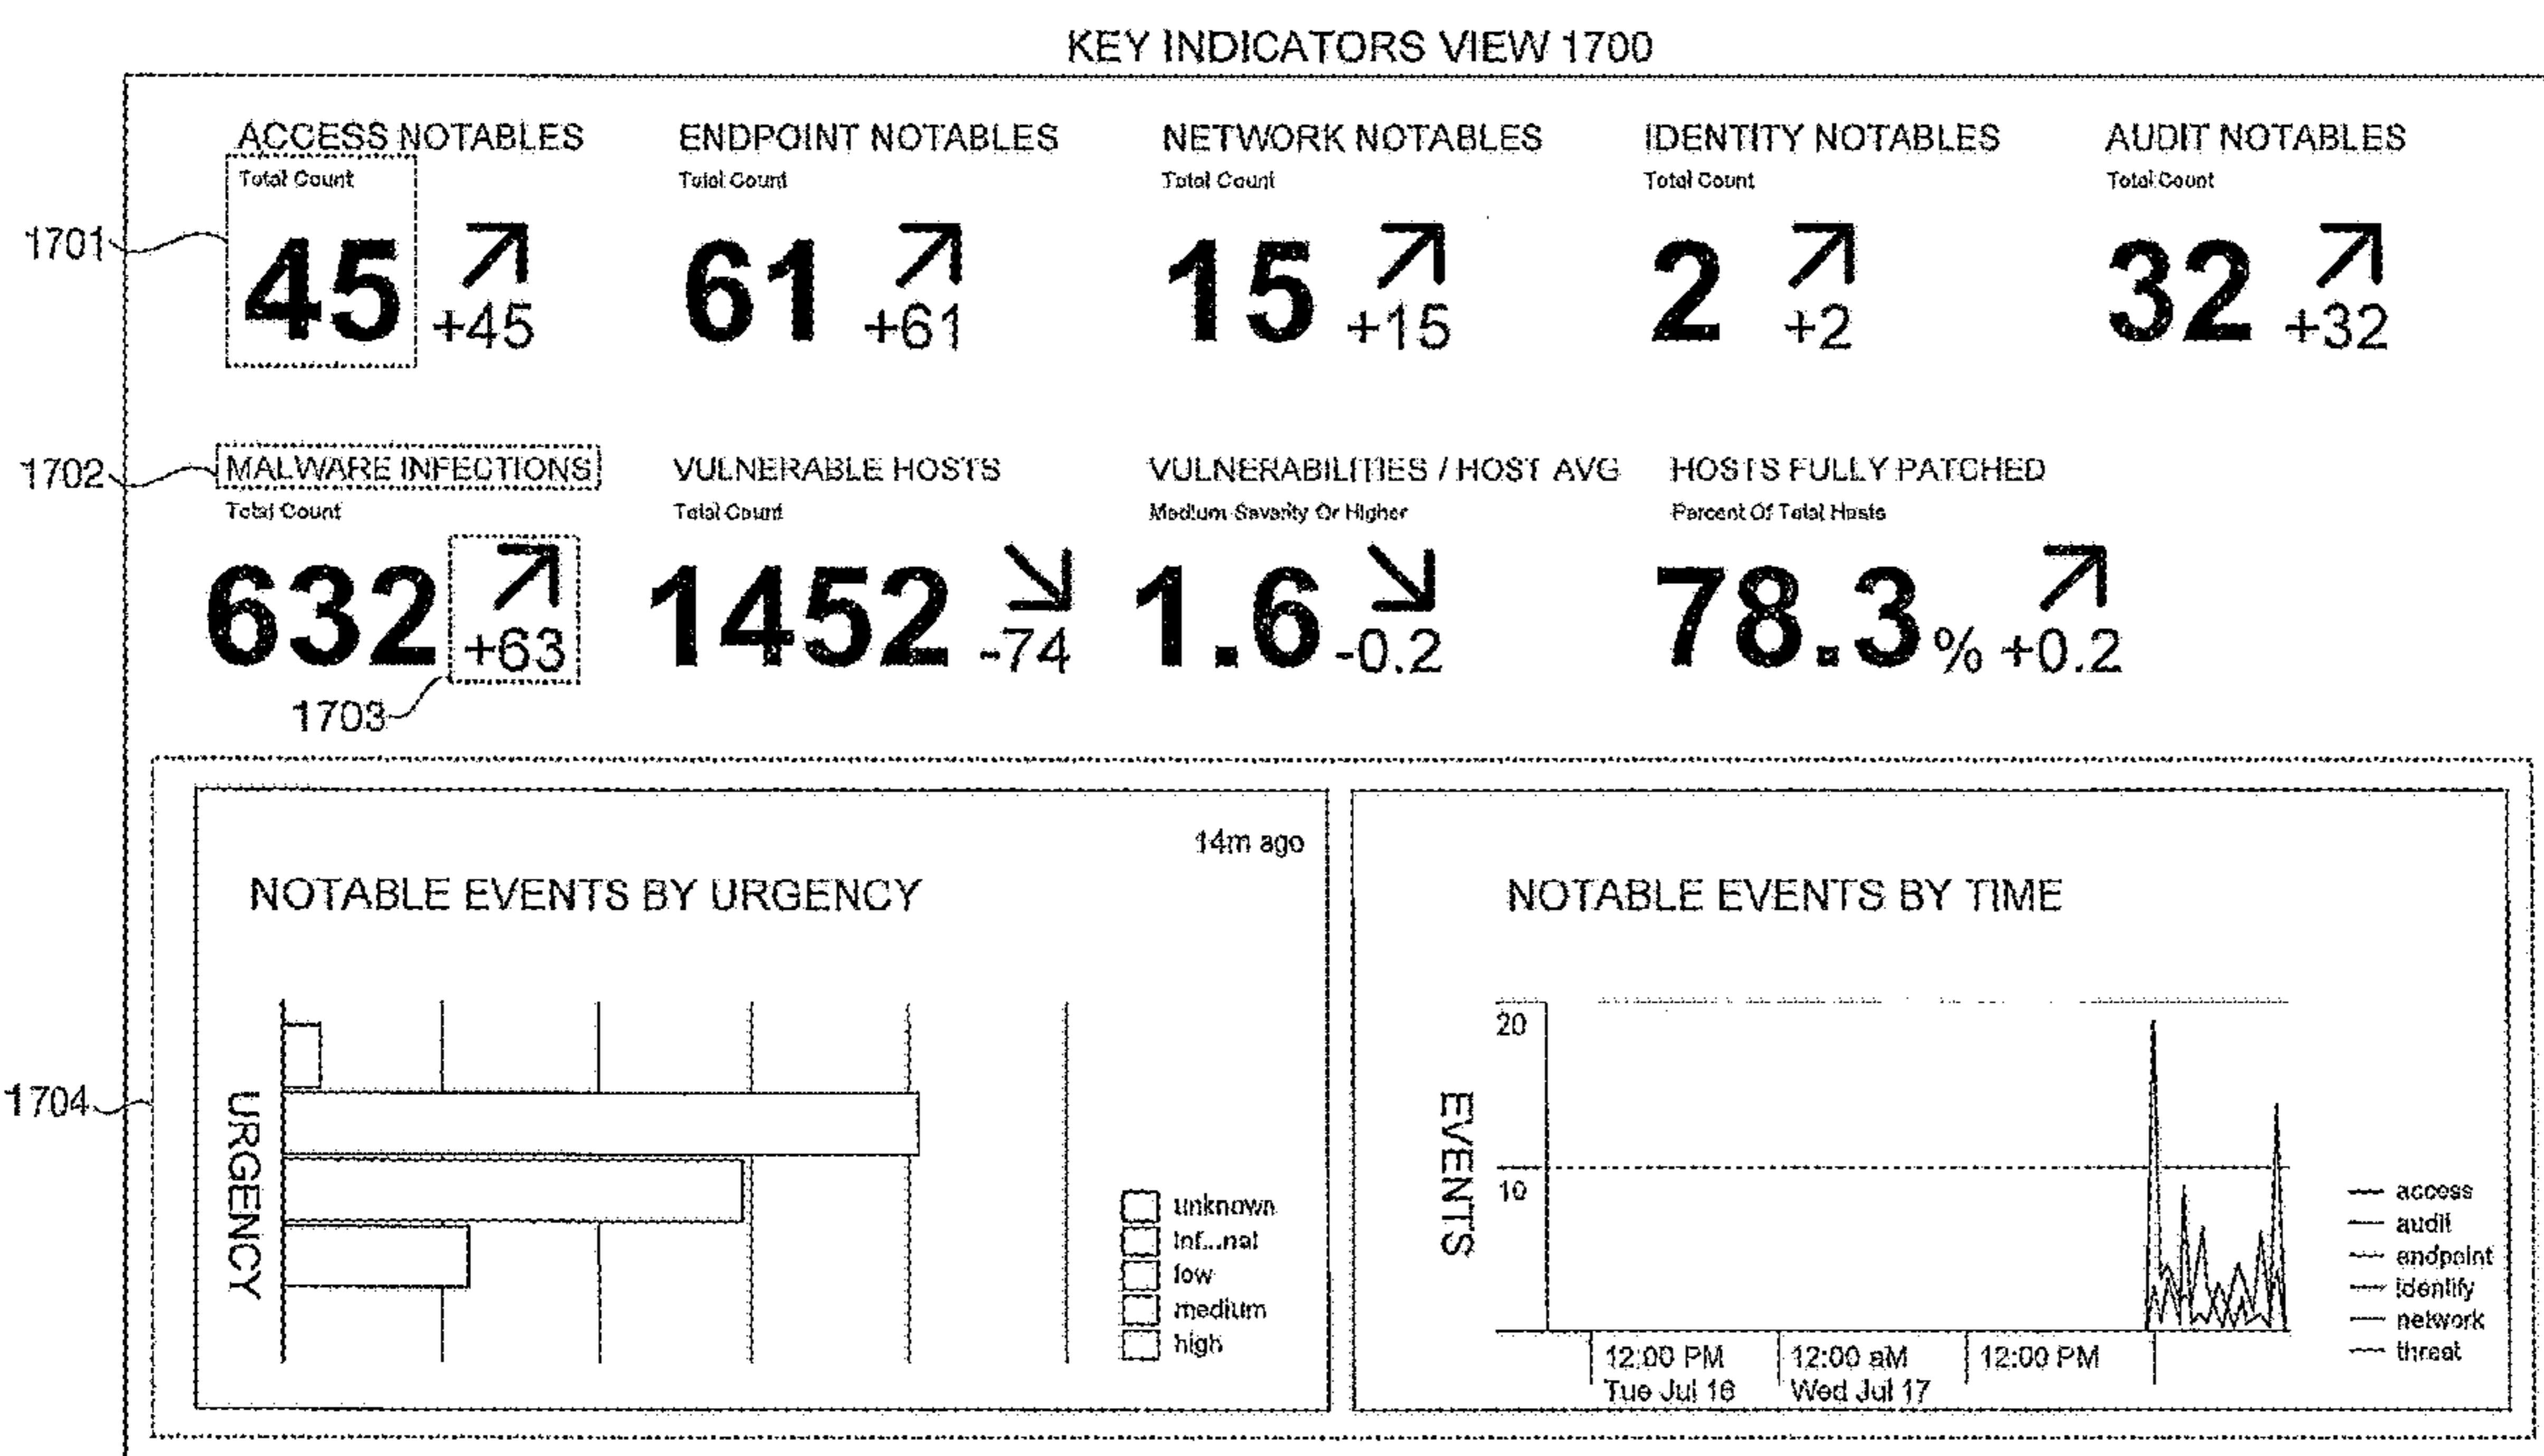 KEY INDICATORS VIEW 1700
ACCESS NOTABLES ENDPOINT NOTABLES NETWORK NOTABLES IDENTITY NOTABLES AUDIT NOTABLES
Total Count Total Count Total Count Total Count Total Count
1701
45 +45 61 +61 15 +15 2 +2 32 +32
1702
MALWARE INFECTIONS VULNERABLE HOSTS VULNERABILITIES / HOST AVG HOSTS FULLY PATCHED
Total Count Total Count Medium Severity Or Higher Percent Of Total Hosts
632 +63 1452 -74 1.6 -0.2 78.3 % +0.2
1703
1704
14m ago
NOTABLE EVENTS BY URGENCY
URGENCY
unknown
inf...nal
low
medium
high
NOTABLE EVENTS BY TIME
EVENTS
20
10
12:00 PM 12:00 aM 12:00 PM
Tue Jul 16 Wed Jul 17
access
audit
endpoint
identify
network
threat